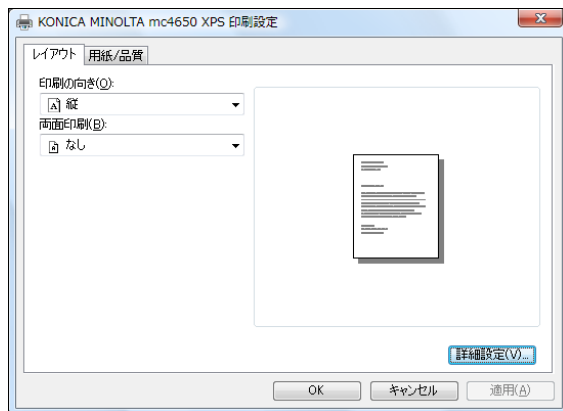 KONICA MINOLTA mc4650 XPS 印刷設定
レイアウト 用紙/品質
印刷の向き(O):
縦
両面印刷(B):
なし
詳細設定(V)...
OK キャンセル 適用(A)